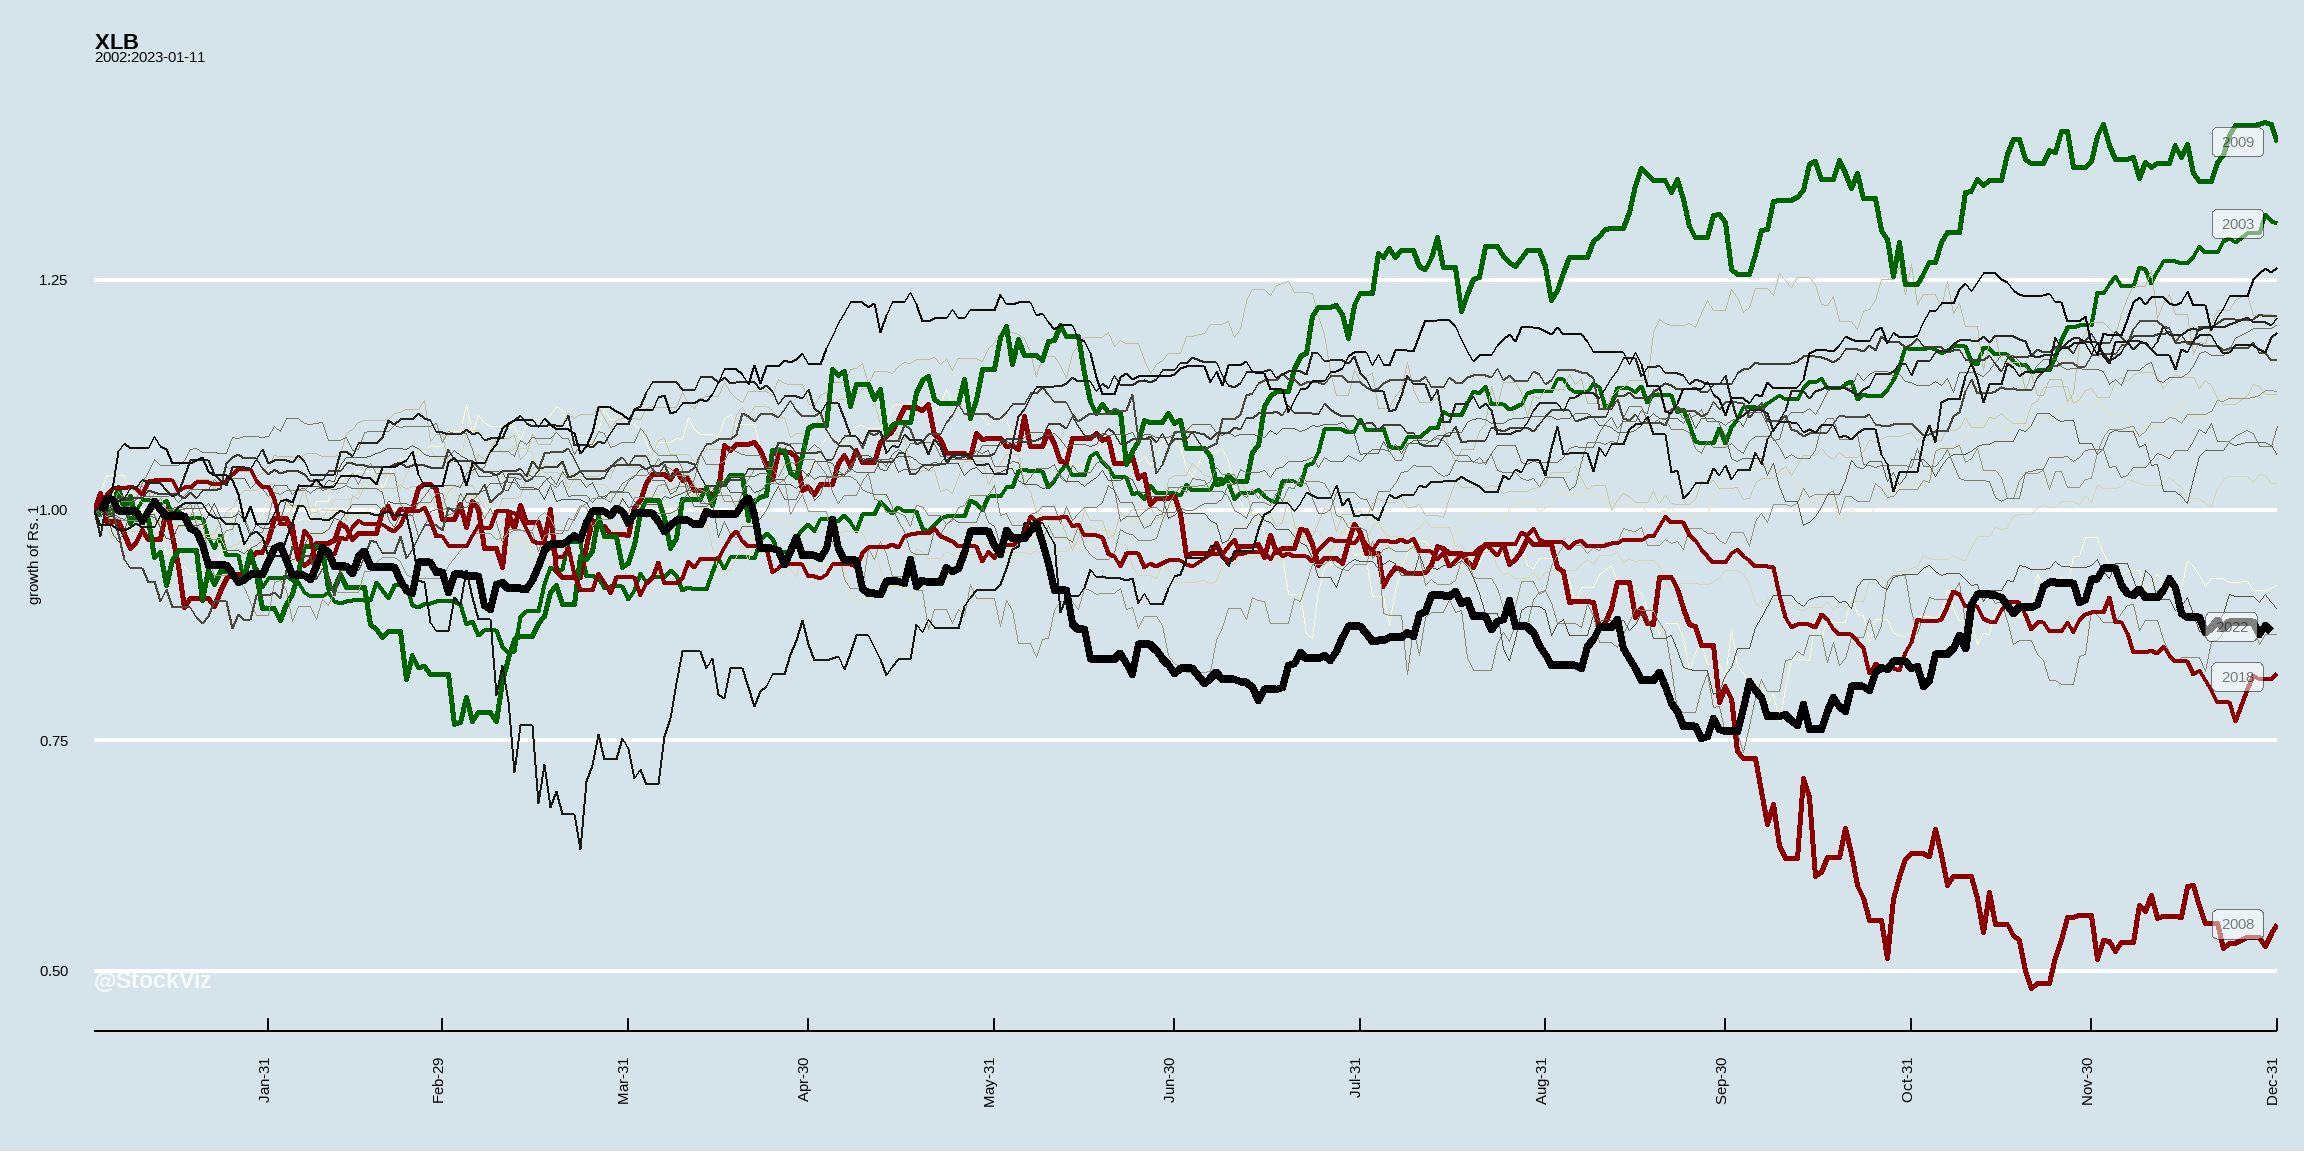 XLB
2002:2023-01-11
2009
2003
1.25
1.00
growth of Rs. 1
2022
2018
0.75
2008
0.50
@StockViz
Jan-31
Feb-29
Mar-31
Apr-30
May-31
Jun-30
Jul-31
Aug-31
Sep-30
Oct-31
Nov-30
Dec-31